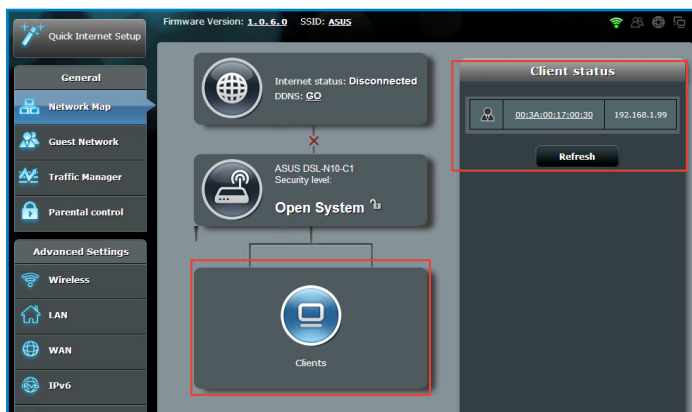 Quick Internet Setup
Firmware Version: 1.0.6.0 SSID: ASUS
General
Network Map
Guest Network
Traffic Manager
Parental control
Advanced Settings
Wireless
LAN
WAN
IPv6
Internet status: Disconnected
DDNS: GO
ASUS DSL-N10-C1
Security level:
Open System
Clients
Client status
00:3A:00:17:00:30 192.168.1.99
Refresh